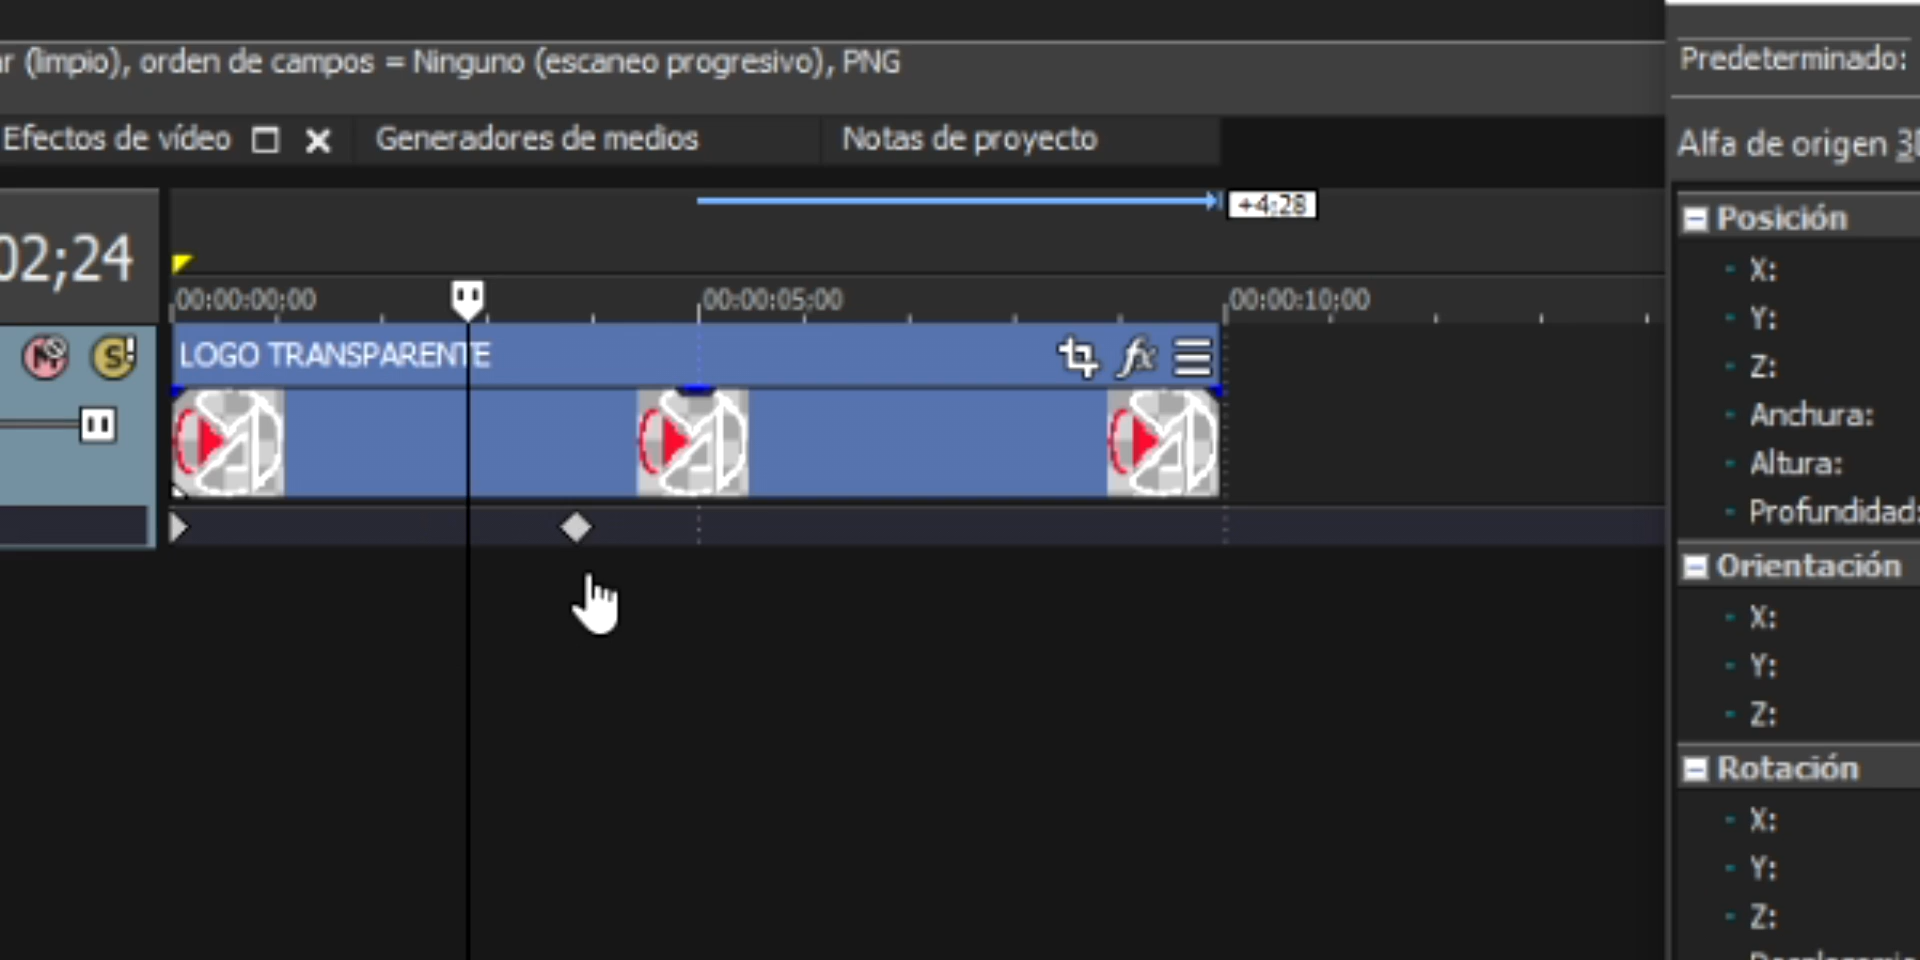 ar (limpio), orden de campos = Ninguno (escaneo progresivo), PNG
Predeterminado:
Efectos de vídeo
Generadores de medios
Notas de proyecto
Alfa de origen
+4;28
Posición
02;24
X:
00:00:00;00
00:00:05;00
00:00:10;00
Y:
LOGO TRANSPARENTE
fx
Z:
M
S
Anchura:
Altura:
Profundidad:
Orientación
X:
Y:
Z:
Rotación
X:
Y:
Z: